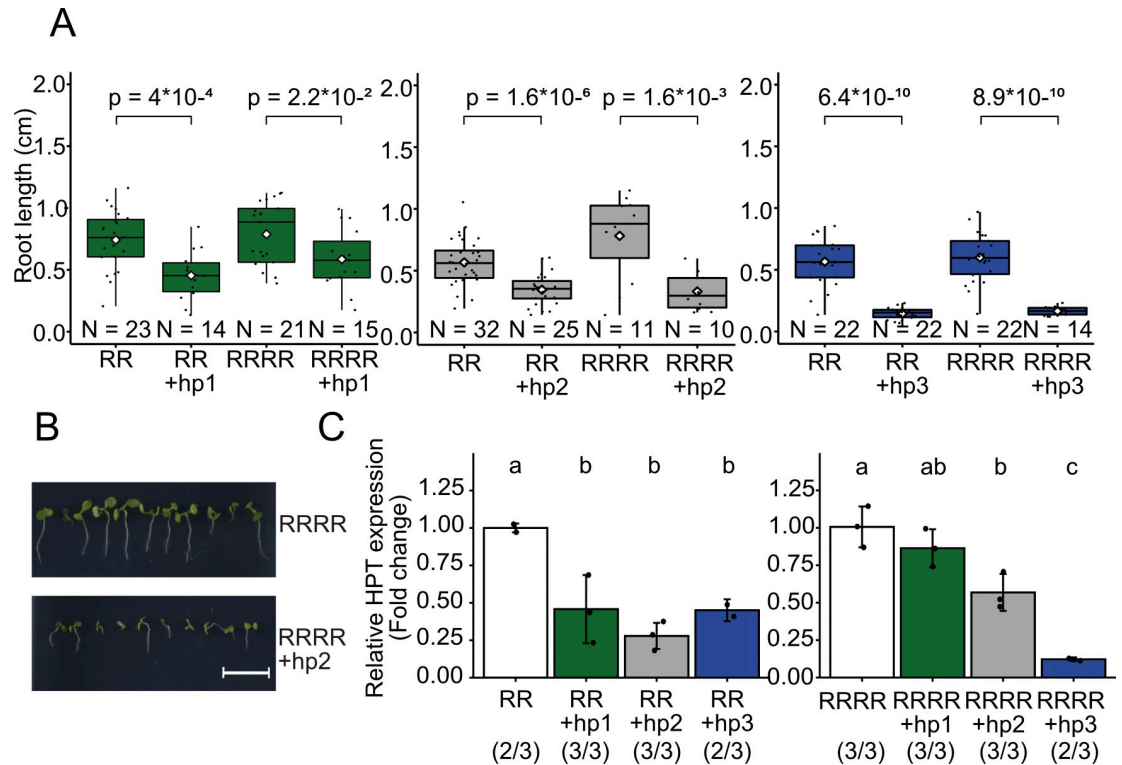 A
p = 4*10-⁴ p = 2.2*10-² p = 1.6*10-⁶ p = 1.6*10-³ 6.4*10-¹⁰ 8.9*10-¹⁰
Root length (cm)
2.0 1.5 1.0 0.5 0.0
2.0 1.5 1.0 0.5 0.0
2.0 1.5 1.0 0.5 0.0
N = 23 N = 14 N = 21 N = 15 N = 32 N = 25 N = 11 N = 10 N = 22 N = 22 N = 22 N = 14
RR RR RRRR RRRR RR RR RRRR RRRR RR RR RRRR RRRR
+hp1 +hp1 +hp2 +hp2 +hp3 +hp3
B
RRRR
RRRR
+hp2
C
Relative HPT expression
(Fold change)
a b b b a ab b c
1.25 1.00 0.75 0.50 0.25 0.00
1.25 1.00 0.75 0.50 0.25 0.00
RR RR RR RR RRRR RRRR RRRR RRRR
+hp1 +hp2 +hp3 +hp1 +hp2 +hp3
(2/3) (3/3) (3/3) (2/3) (3/3) (3/3) (3/3) (2/3)